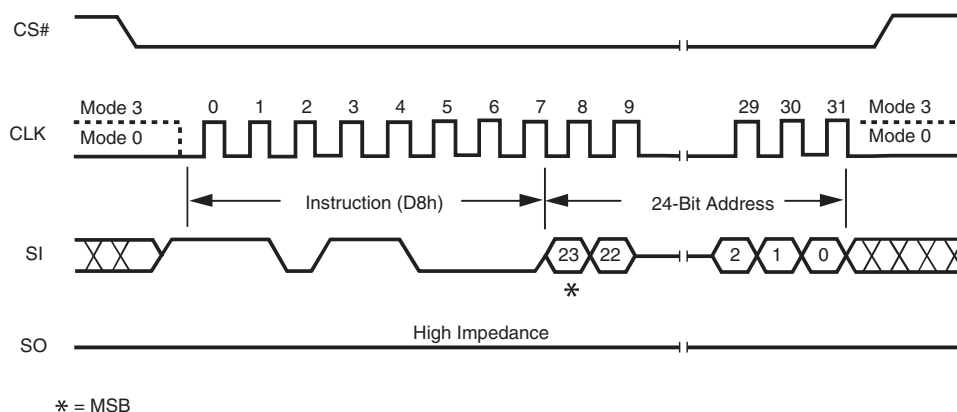 CS#
Mode 3 0 1 2 3 4 5 6 7 8 9 29 30 31 Mode 3
CLK Mode 0 Mode 0
Instruction (D8h) 24-Bit Address
SI 23 22 2 1 0
*
High Impedance
SO
* = MSB